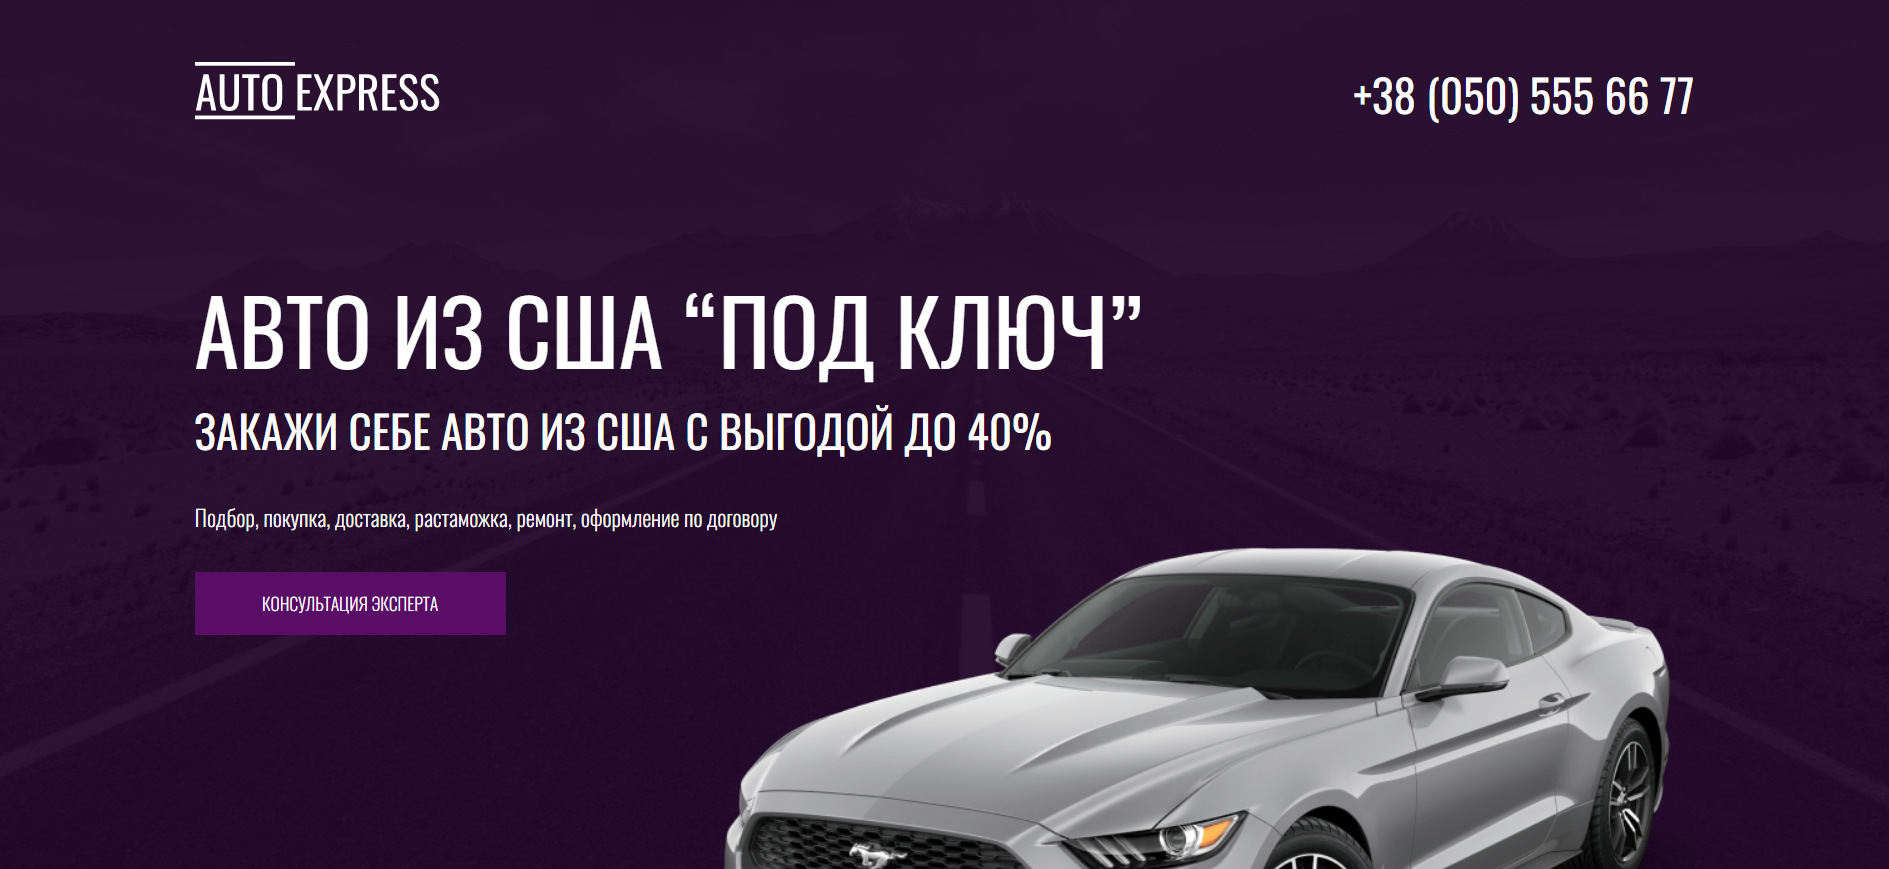 AUTO EXPRESS
+38 (050) 555 66 77
АВТО ИЗ США “ПОД КЛЮЧ”
ЗАКАЖИ СЕБЕ АВТО ИЗ США С ВЫГОДОЙ ДО 40%
Подбор, покупка, доставка, растаможка, ремонт, оформление по договору
КОНСУЛЬТАЦИЯ ЭКСПЕРТА